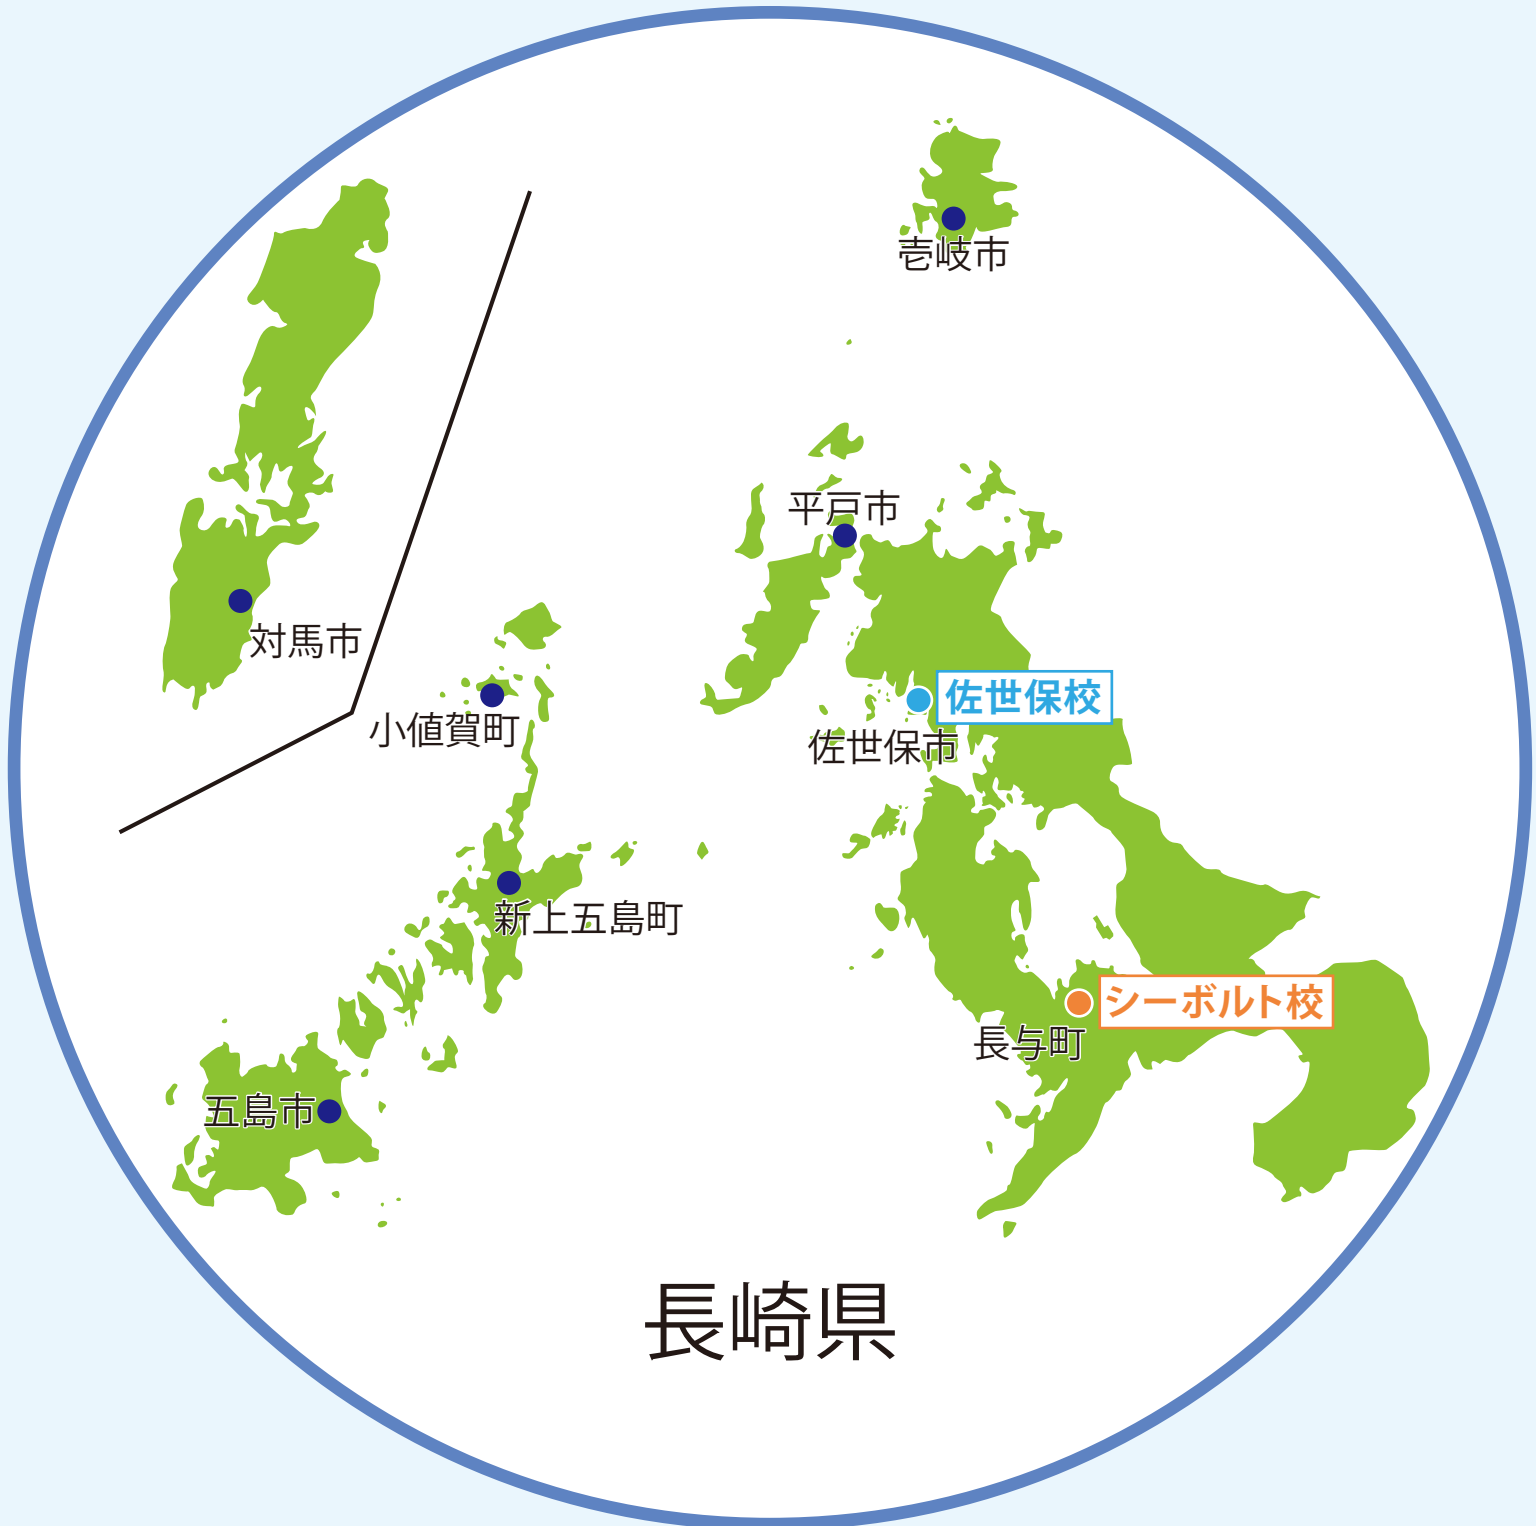 壱岐市
平戸市
対馬市
佐世保校
小値賀町
佐世保市
新上五島町
シーボルト校
長与町
五島市
長崎県